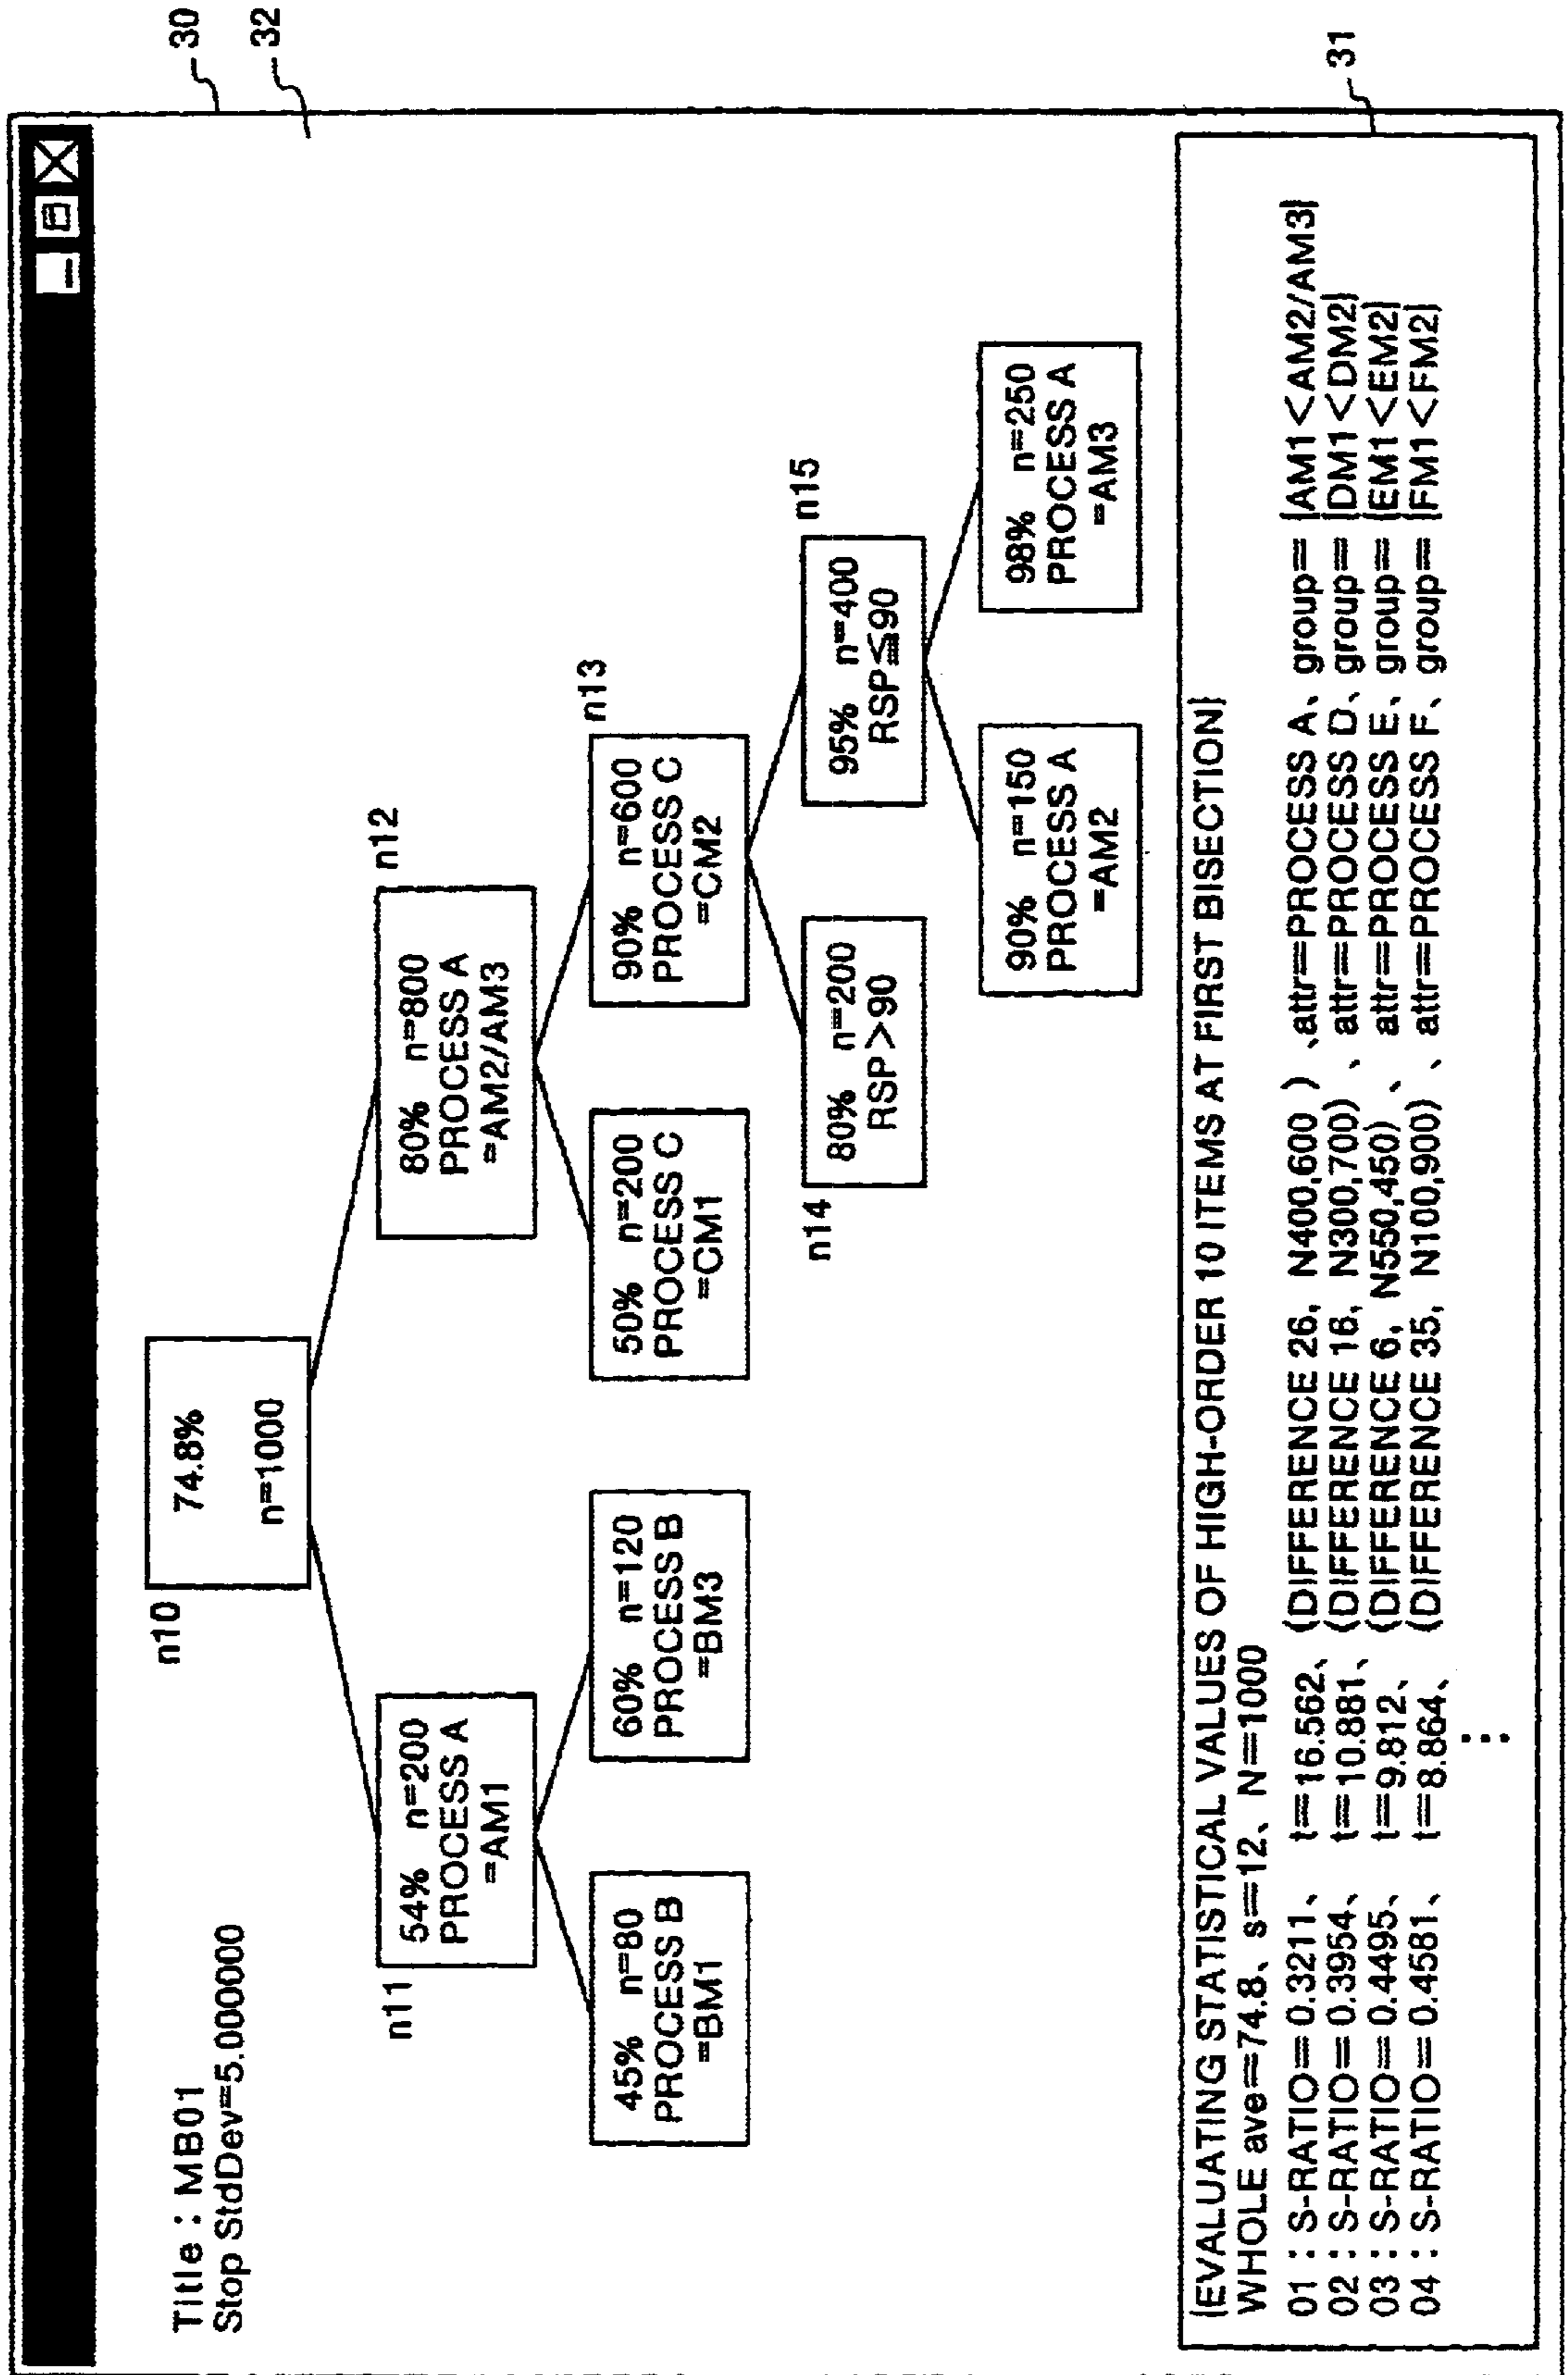 30
32
Title : MB01
Stop StdDev=5.000000
n10
74.8%
n=1000
n11
54% n=200
PROCESS A
=AM1
n12
80% n=800
PROCESS A
=AM2/AM3
45% n=80
PROCESS B
=BM1
60% n=120
PROCESS B
=BM3
50% n=200
PROCESS C
=CM1
n13
90% n=600
PROCESS C
=CM2
n14
80% n=200
RSP>90
n15
95% n=400
RSP≦90
90% n=150
PROCESS A
=AM2
98% n=250
PROCESS A
=AM3
31
{EVALUATING STATISTICAL VALUES OF HIGH-ORDER 10 ITEMS AT FIRST BISECTION}
WHOLE ave=74.8、s=12、N=1000
01 : S-RATIO=0.3211、 t=16.562、 (DIFFERENCE 26, N400,600 ) 、attr=PROCESS A、group= {AM1<AM2/AM3}
02 : S-RATIO=0.3954、 t=10.881、 (DIFFERENCE 16, N300,700) 、attr=PROCESS D、group= {DM1<DM2}
03 : S-RATIO=0.4495、 t=9.812、 (DIFFERENCE 6, N550,450) 、attr=PROCESS E、group= {EM1<EM2}
04 : S-RATIO=0.4581、 t=8.864、 (DIFFERENCE 35, N100,900) 、attr=PROCESS F、group= {FM1<FM2}
⋮